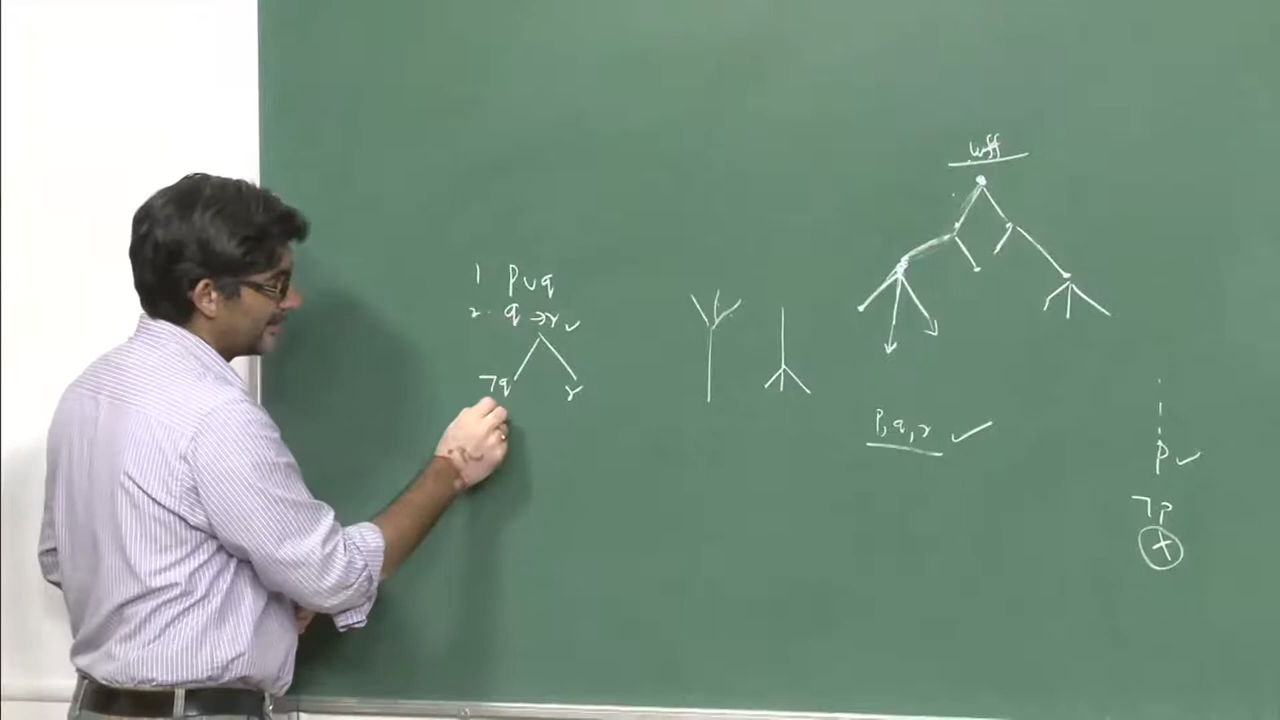 1 p∨q
2. q→r ✓
¬q r
wff
p, q, r ✓
p ✓
¬p
×